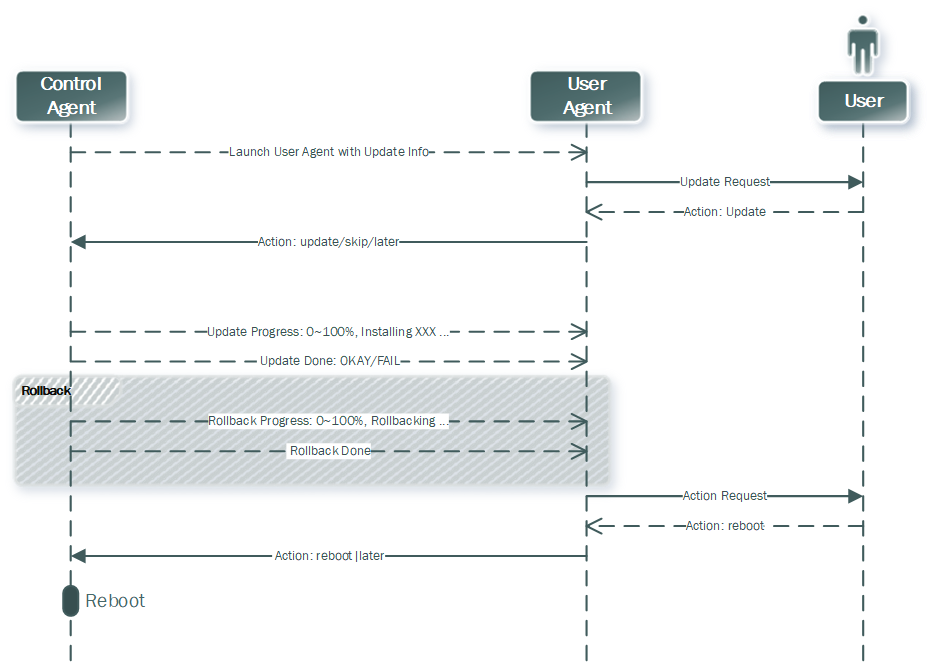 Control
Agent
User
Agent
User
Launch User Agent with Update Info
Update Request
Action: Update
Action: update/skip/later
Update Progress: 0~100%, Installing XXX ...
Update Done: OKAY/FAIL
Rollback
Rollback Progress: 0~100%, Rollbacking ...
Rollback Done
Action Request
Action: reboot
Action: reboot|later
Reboot